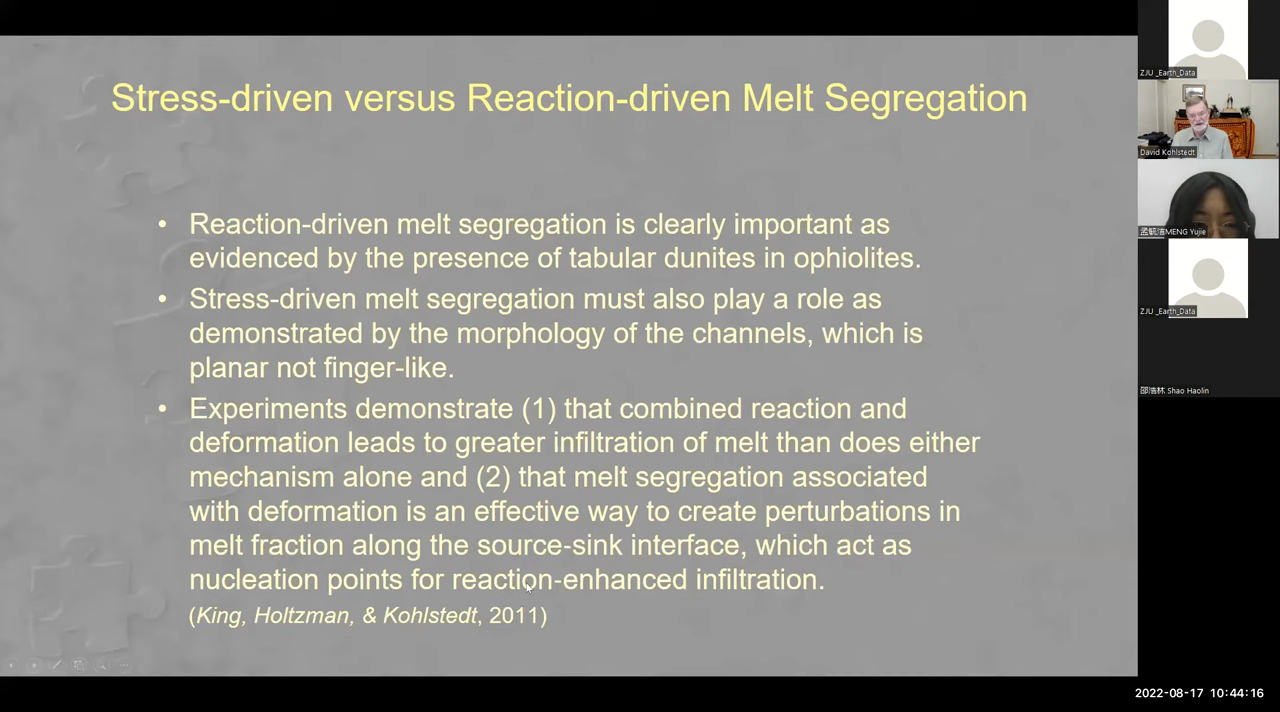 Stress-driven versus Reaction-driven Melt Segregation
• Reaction-driven melt segregation is clearly important as
evidenced by the presence of tabular dunites in ophiolites.
• Stress-driven melt segregation must also play a role as
demonstrated by the morphology of the channels, which is
planar not finger-like.
• Experiments demonstrate (1) that combined reaction and
deformation leads to greater infiltration of melt than does either
mechanism alone and (2) that melt segregation associated
with deformation is an effective way to create perturbations in
melt fraction along the source-sink interface, which act as
nucleation points for reaction-enhanced infiltration.
(King, Holtzman, & Kohlstedt, 2011)
ZJU _Earth_Data
David Kohlstedt
孟毓洁MENG Yujie
ZJU _Earth_Data
邵浩林 Shao Haolin
2022-08-17 10:44:16